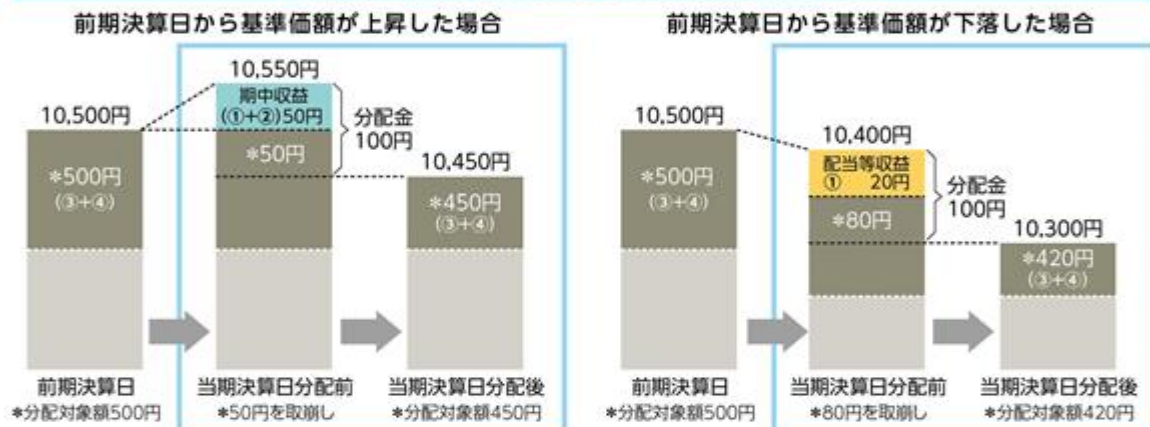 前期決算日から基準価額が上昇した場合
10,550円
期中収益
(①+②)50円
10,500円
分配金
100円
*50円
10,450円
*500円
(③+④)
*450円
(③+④)
前期決算日
当期決算日分配前
当期決算日分配後
*分配対象額500円
*50円を取崩し
*分配対象額450円
前期決算日から基準価額が下落した場合
10,500円
10,400円
配当等収益
① 20円
*500円
(③+④)
分配金
100円
*80円
10,300円
*420円
(③+④)
前期決算日
当期決算日分配前
当期決算日分配後
*分配対象額500円
*80円を取崩し
*分配対象額420円